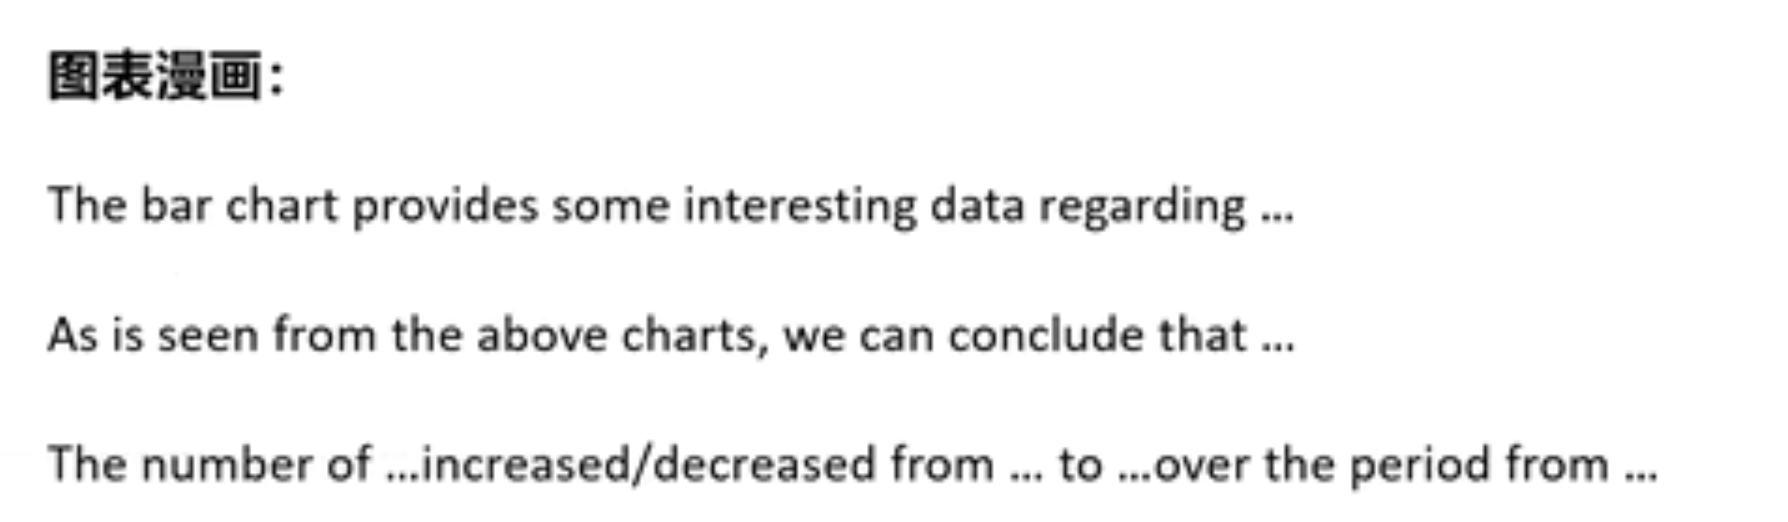 图表漫画：
The bar chart provides some interesting data regarding ...
As is seen from the above charts, we can conclude that ...
The number of ...increased/decreased from ... to ...over the period from ...